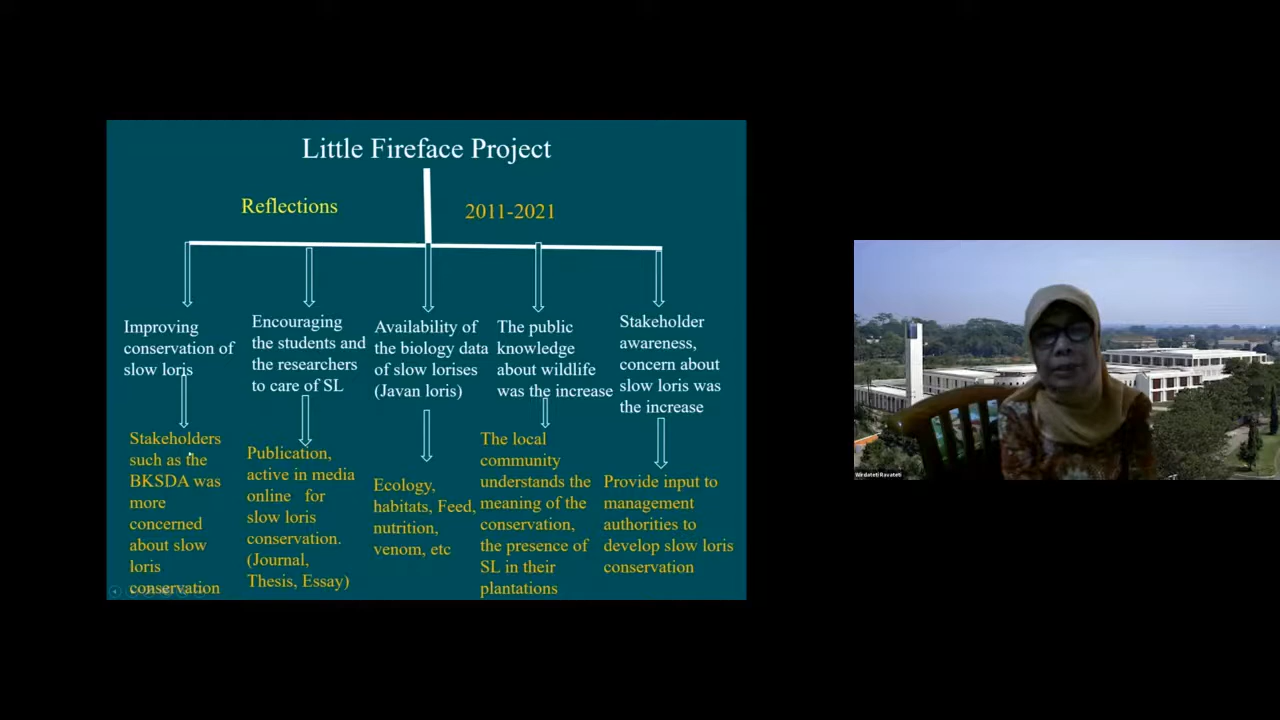 Little Fireface Project
Reflections
2011-2021
Improving
conservation of
slow loris
Encouraging
the students and
the researchers
to care of SL
Availability of
the biology data
of slow lorises
(Javan loris)
The public
knowledge
about wildlife
was the increase
Stakeholder
awareness,
concern about
slow loris was
the increase
Stakeholders
such as the
BKSDA was
more
concerned
about slow
loris
conservation
Publication,
active in media
online for
slow loris
conservation.
(Journal,
Thesis, Essay)
Ecology,
habitats, Feed,
nutrition,
venom, etc
The local
community
understands the
meaning of the
conservation,
the presence of
SL in their
plantations
Provide input to
management
authorities to
develop slow loris
conservation
Wirdateti Ravateti